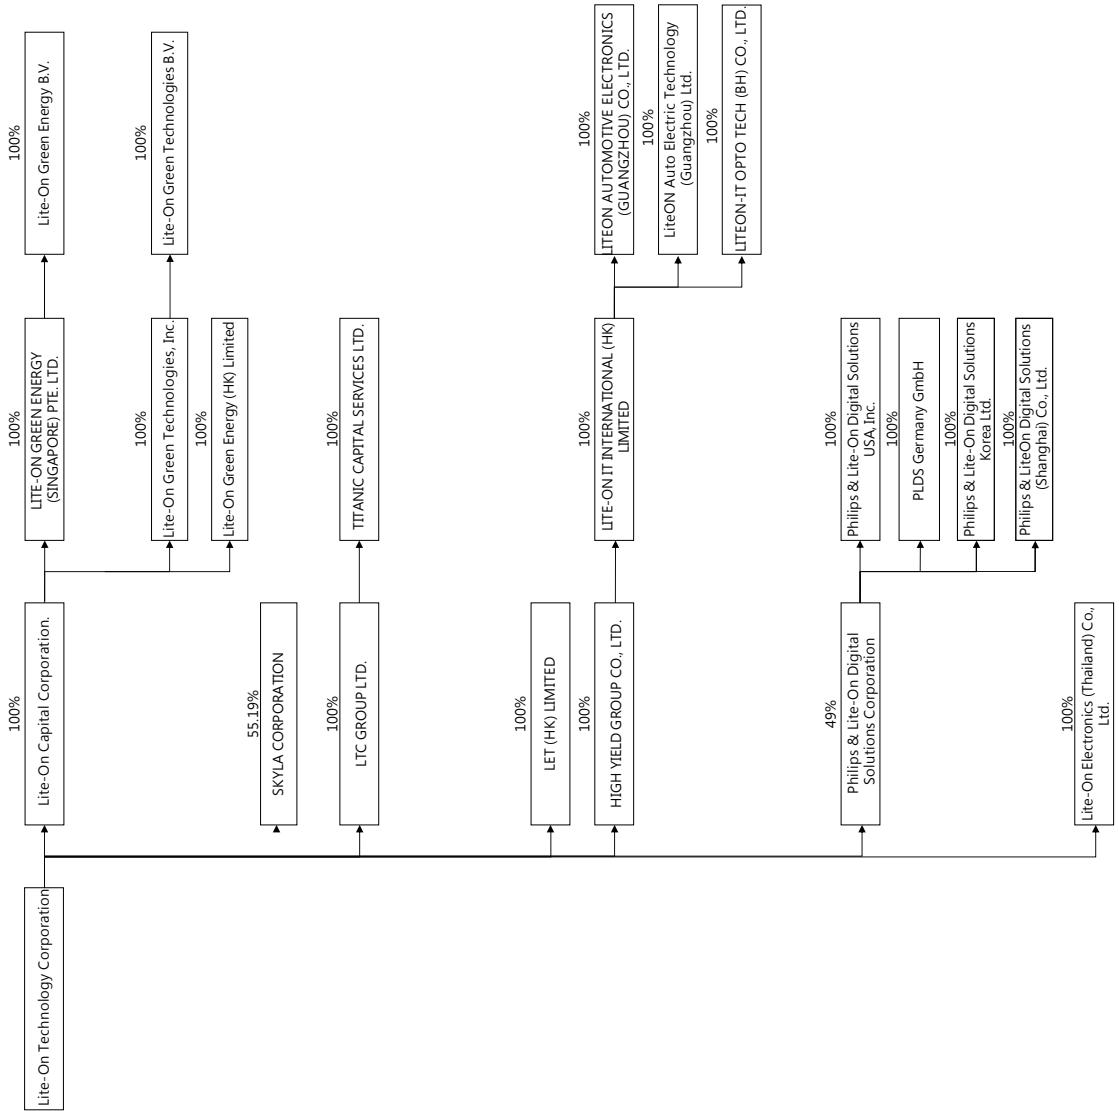 Lite-On Technology Corporation
100%
Lite-On Capital Corporation.
100%
LITE-ON GREEN ENERGY
(SINGAPORE) PTE. LTD.
100%
Lite-On Green Energy B.V.
100%
Lite-On Green Technologies, Inc.
100%
Lite-On Green Technologies B.V.
100%
Lite-On Green Energy (HK) Limited
55.19%
SKYLA CORPORATION
100%
LTC GROUP LTD.
100%
TITANIC CAPITAL SERVICES LTD.
100%
LET (HK) LIMITED
100%
HIGH YIELD GROUP CO., LTD.
100%
LITE-ON IT INTERNATIONAL (HK)
LIMITED
100%
LITEON AUTOMOTIVE ELECTRONICS
(GUANGZHOU) CO., LTD.
100%
LiteON Auto Electric Technology
(Guangzhou) Ltd.
100%
LITEON-IT OPTO TECH (BH) CO., LTD.
49%
Philips & Lite-On Digital
Solutions Corporation
100%
Philips & Lite-On Digital Solutions
USA, Inc.
100%
PLDS Germany GmbH
100%
Philips & Lite-On Digital Solutions
Korea Ltd.
100%
Philips & LiteOn Digital Solutions
(Shanghai) Co., Ltd.
100%
Lite-On Electronics (Thailand) Co.,
Ltd.